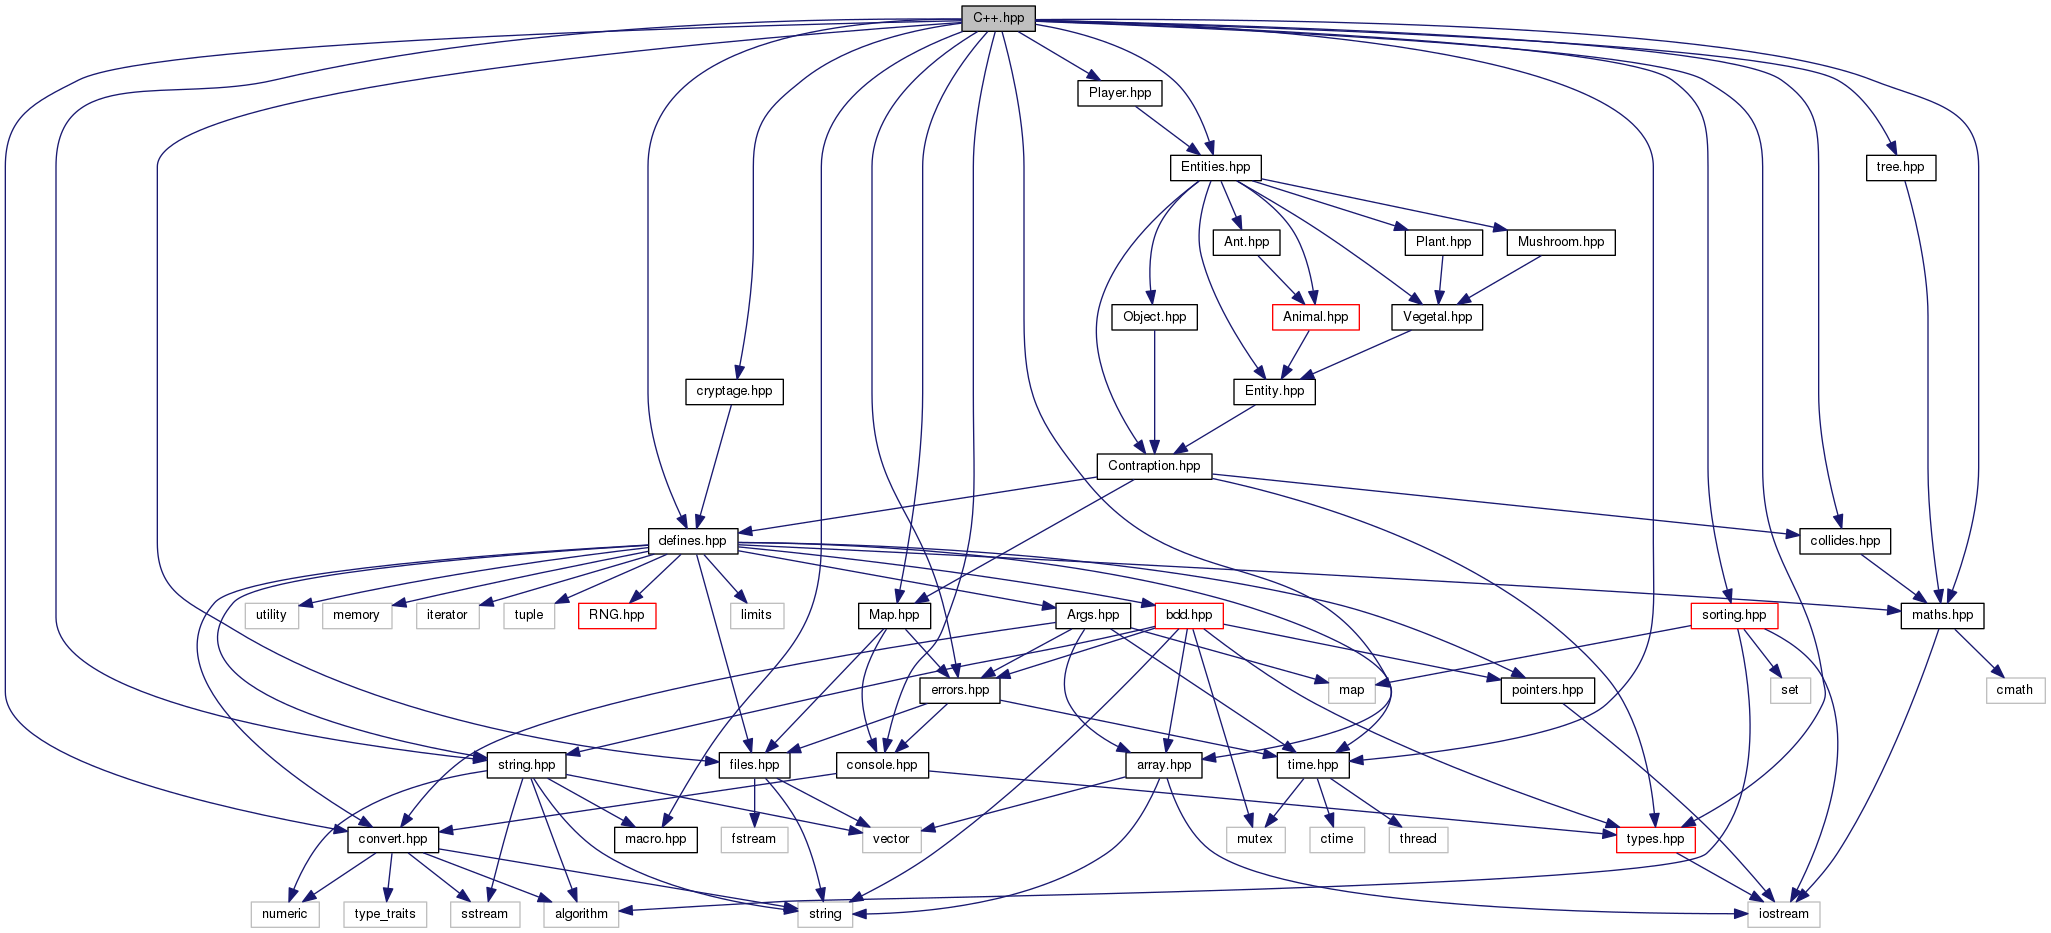 C++.hpp
Player.hpp
Entities.hpp
tree.hpp
Ant.hpp
Plant.hpp
Mushroom.hpp
Object.hpp
Animal.hpp
Vegetal.hpp
cryptage.hpp
Entity.hpp
Contraption.hpp
defines.hpp
collides.hpp
utility
memory
iterator
tuple
RNG.hpp
limits
Map.hpp
Args.hpp
bdd.hpp
sorting.hpp
maths.hpp
errors.hpp
map
pointers.hpp
set
cmath
string.hpp
files.hpp
console.hpp
array.hpp
time.hpp
convert.hpp
macro.hpp
fstream
vector
mutex
ctime
thread
types.hpp
numeric
type_traits
sstream
algorithm
string
iostream